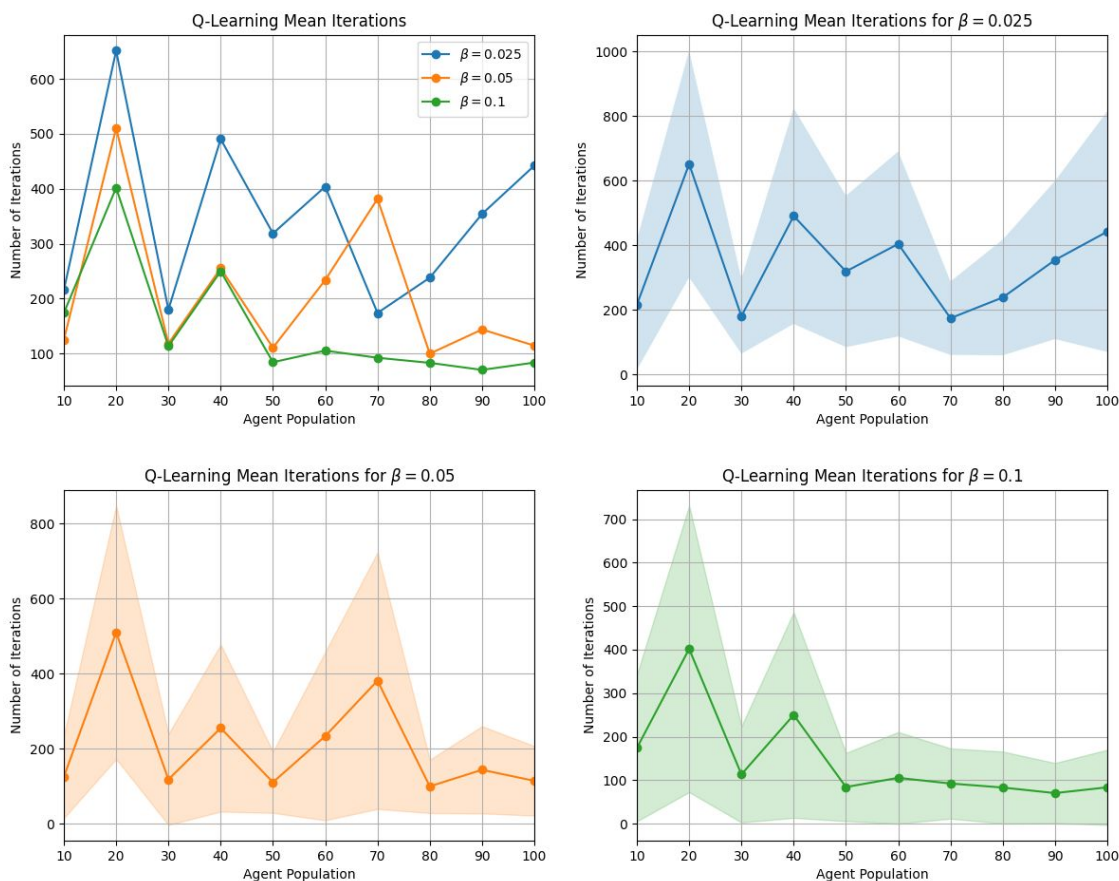 Q-Learning Mean Iterations
Number of Iterations
600
500
400
300
200
100
β = 0.025
β = 0.05
β = 0.1
10 20 30 40 50 60 70 80 90 100
Agent Population
Q-Learning Mean Iterations for β = 0.025
Number of Iterations
1000
800
600
400
200
0
10 20 30 40 50 60 70 80 90 100
Agent Population
Q-Learning Mean Iterations for β = 0.05
Number of Iterations
800
600
400
200
0
10 20 30 40 50 60 70 80 90 100
Agent Population
Q-Learning Mean Iterations for β = 0.1
Number of Iterations
700
600
500
400
300
200
100
0
10 20 30 40 50 60 70 80 90 100
Agent Population